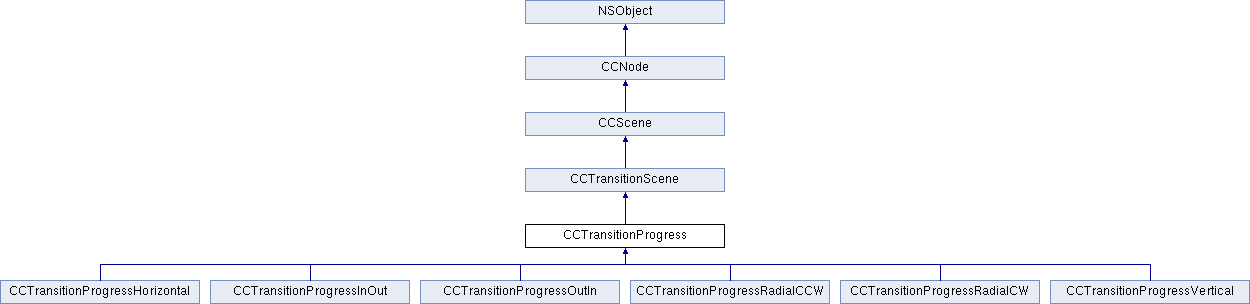 NSObject
CCNode
CCScene
CCTransitionScene
CCTransitionProgress
CCTransitionProgressHorizontal
CCTransitionProgressInOut
CCTransitionProgressOutIn
CCTransitionProgressRadialCCW
CCTransitionProgressRadialCW
CCTransitionProgressVertical